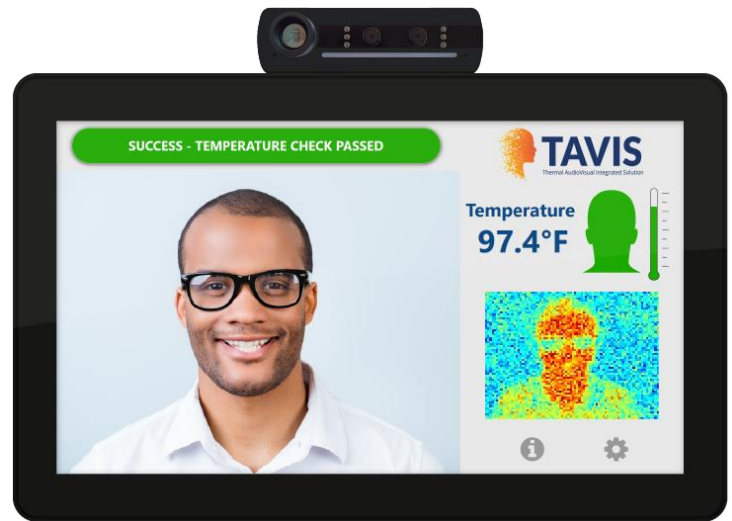 SUCCESS - TEMPERATURE CHECK PASSED
TAVIS
Thermal AudioVisual Integrated Solution
Temperature
97.4°F